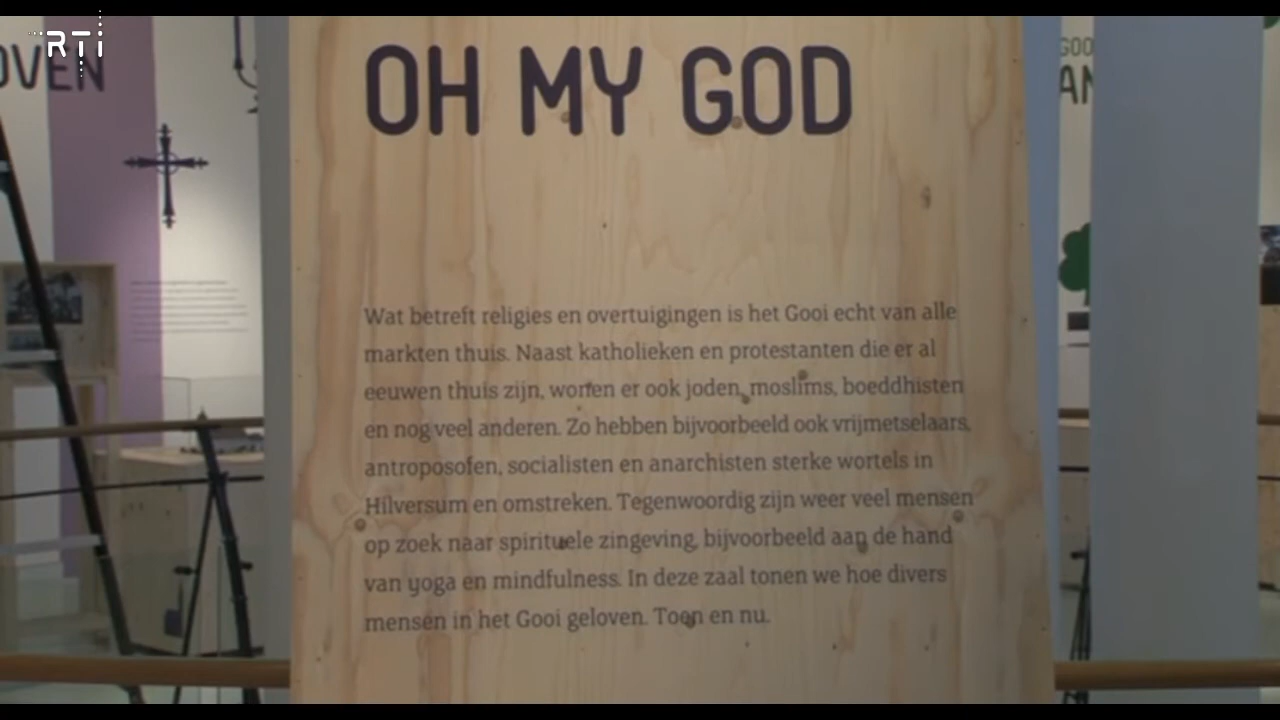 RTI
OVEN
OH MY GOD
GOO
AN
Wat betreft religies en overtuigingen is het Gooi echt van alle
markten thuis. Naast katholieken en protestanten die er al
eeuwen thuis zijn, wonen er ook joden, moslims, boeddhisten
en nog veel anderen. Zo hebben bijvoorbeeld ook vrijmetselaars,
antroposofen, socialisten en anarchisten sterke wortels in
Hilversum en omstreken. Tegenwoordig zijn weer veel mensen
op zoek naar spirituele zingeving, bijvoorbeeld aan de hand
van yoga en mindfulness. In deze zaal tonen we hoe divers
mensen in het Gooi geloven. Toen en nu.